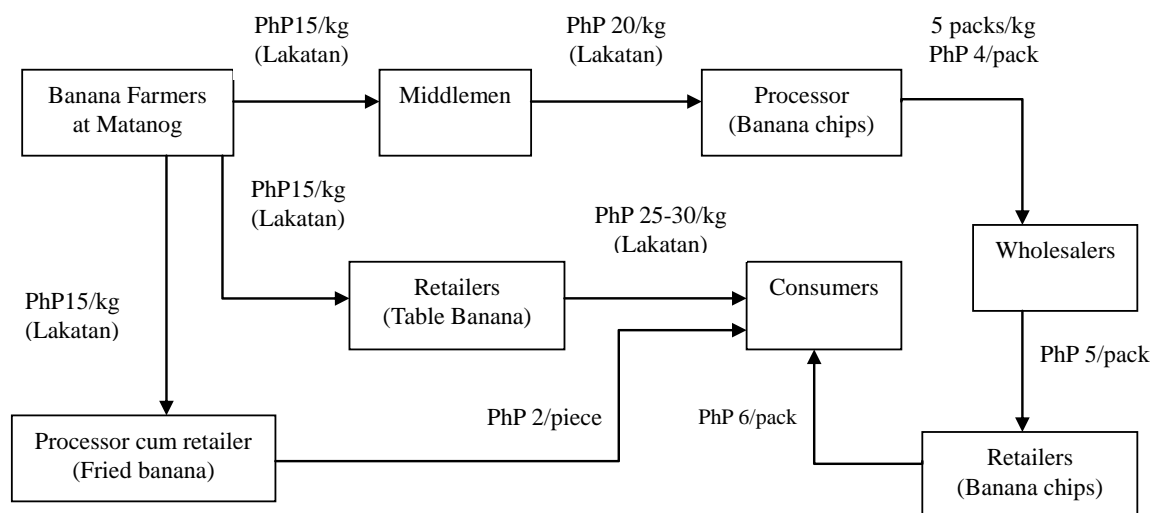 PhP15/kg
(Lakatan)
PhP 20/kg
(Lakatan)
5 packs/kg
PhP 4/pack
Banana Farmers
at Matanog
Middlemen
Processor
(Banana chips)
PhP15/kg
(Lakatan)
PhP 25-30/kg
(Lakatan)
Wholesalers
PhP15/kg
(Lakatan)
Retailers
(Table Banana)
Consumers
PhP 5/pack
PhP 2/piece
PhP 6/pack
Processor cum retailer
(Fried banana)
Retailers
(Banana chips)